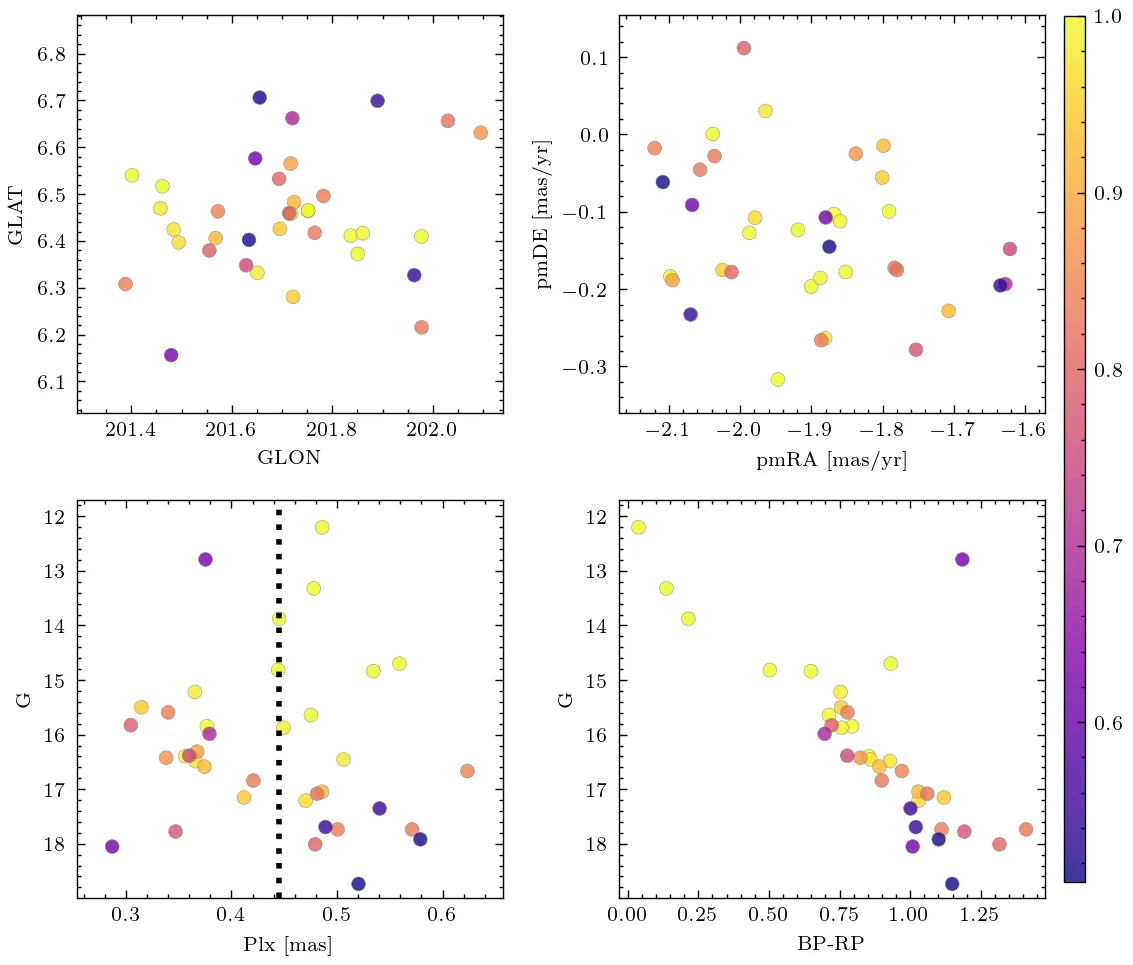 6.8
6.7
6.6
6.5
6.4
6.3
6.2
6.1
GLAT
201.4 201.6 201.8 202.0
GLON
0.1
0.0
−0.1
−0.2
−0.3
pmDE [mas/yr]
−2.1 −2.0 −1.9 −1.8 −1.7 −1.6
pmRA [mas/yr]
12
13
14
15
16
17
18
G
0.3 0.4 0.5 0.6
Plx [mas]
12
13
14
15
16
17
18
G
0.00 0.25 0.50 0.75 1.00 1.25
BP-RP
1.0
0.9
0.8
0.7
0.6